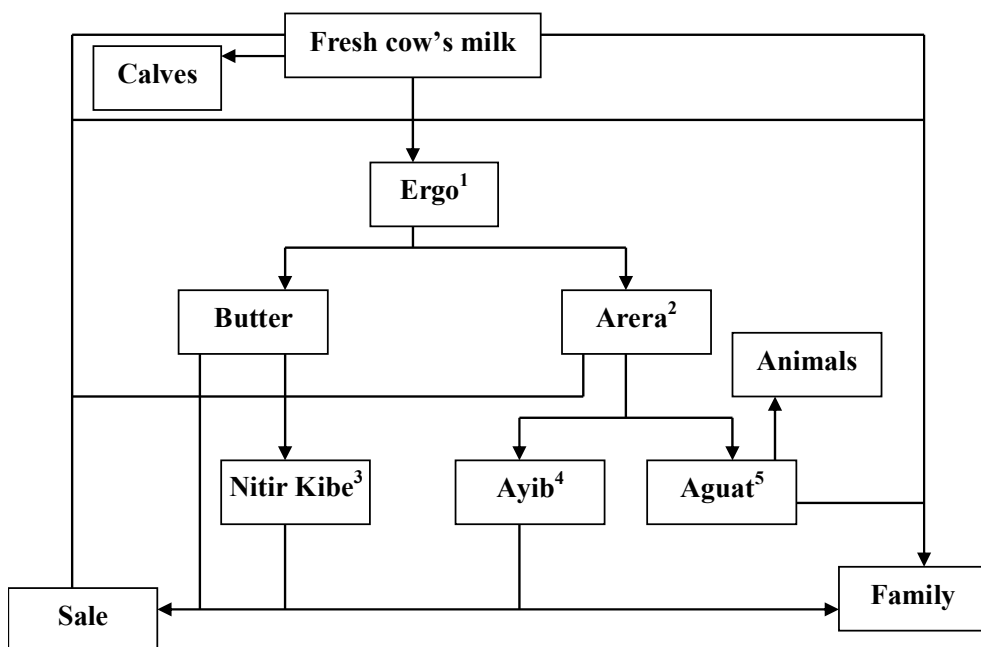 Fresh cow’s milk
Calves
Ergo¹
Butter
Arera²
Animals
Nitir Kibe³
Ayib⁴
Aguat⁵
Sale
Family